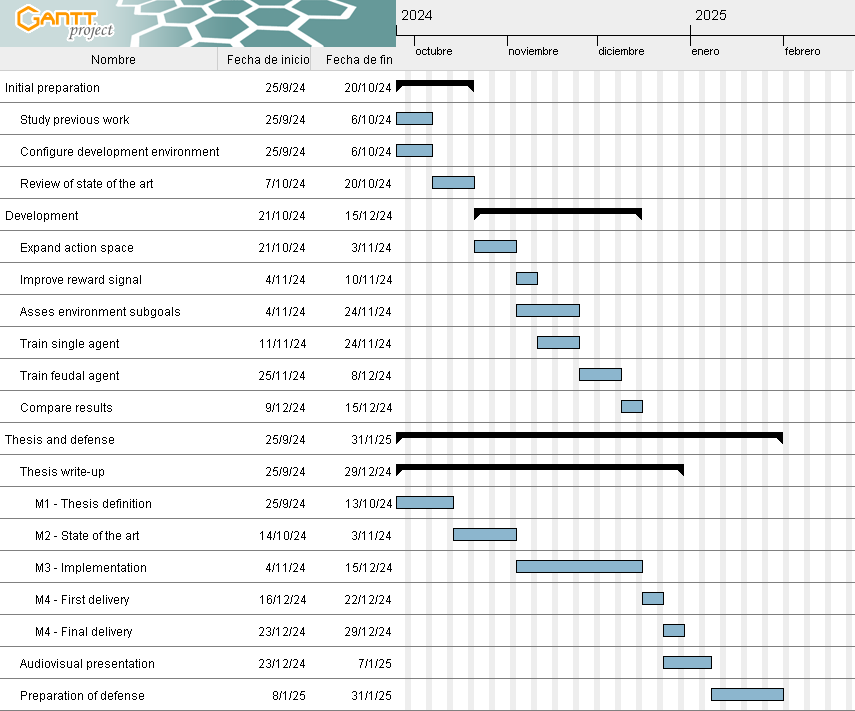 GANTT project
2024 2025
octubre noviembre diciembre enero febrero
Nombre Fecha de inicio Fecha de fin
Initial preparation 25/9/24 20/10/24
Study previous work 25/9/24 6/10/24
Configure development environment 25/9/24 6/10/24
Review of state of the art 7/10/24 20/10/24
Development 21/10/24 15/12/24
Expand action space 21/10/24 3/11/24
Improve reward signal 4/11/24 10/11/24
Asses environment subgoals 4/11/24 24/11/24
Train single agent 11/11/24 24/11/24
Train feudal agent 25/11/24 8/12/24
Compare results 9/12/24 15/12/24
Thesis and defense 25/9/24 31/1/25
Thesis write-up 25/9/24 29/12/24
M1 - Thesis definition 25/9/24 13/10/24
M2 - State of the art 14/10/24 3/11/24
M3 - Implementation 4/11/24 15/12/24
M4 - First delivery 16/12/24 22/12/24
M4 - Final delivery 23/12/24 29/12/24
Audiovisual presentation 23/12/24 7/1/25
Preparation of defense 8/1/25 31/1/25